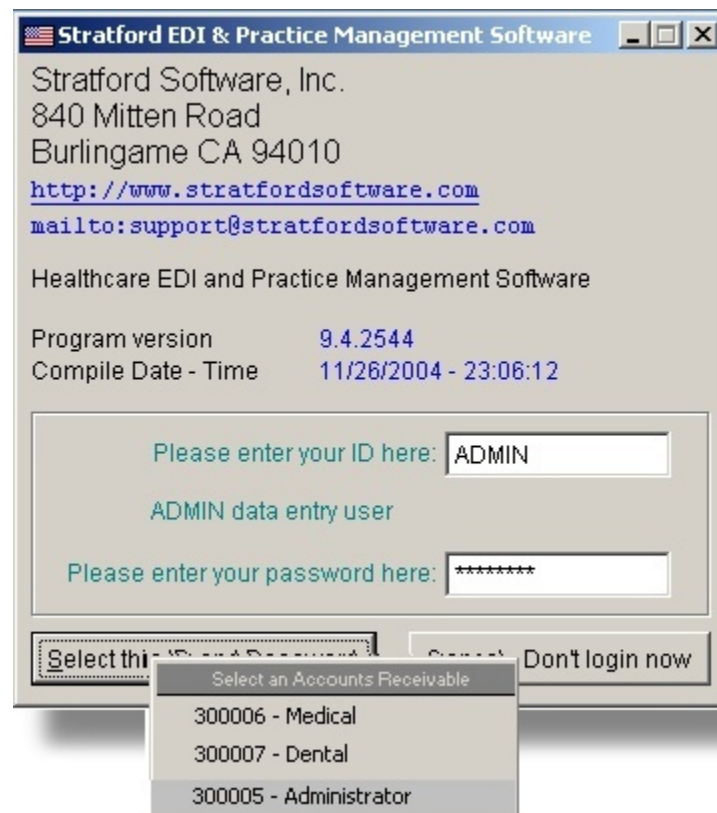 Stratford EDI & Practice Management Software
Stratford Software, Inc.
840 Mitten Road
Burlingame CA 94010
http://www.stratfordsoftware.com
mailto:support@stratfordsoftware.com
Healthcare EDI and Practice Management Software
Program version 9.4.2544
Compile Date - Time 11/26/2004 - 23:06:12
Please enter your ID here: ADMIN
ADMIN data entry user
Please enter your password here: ********
Select this Don't login now
Select an Accounts Receivable
300006 - Medical
300007 - Dental
300005 - Administrator